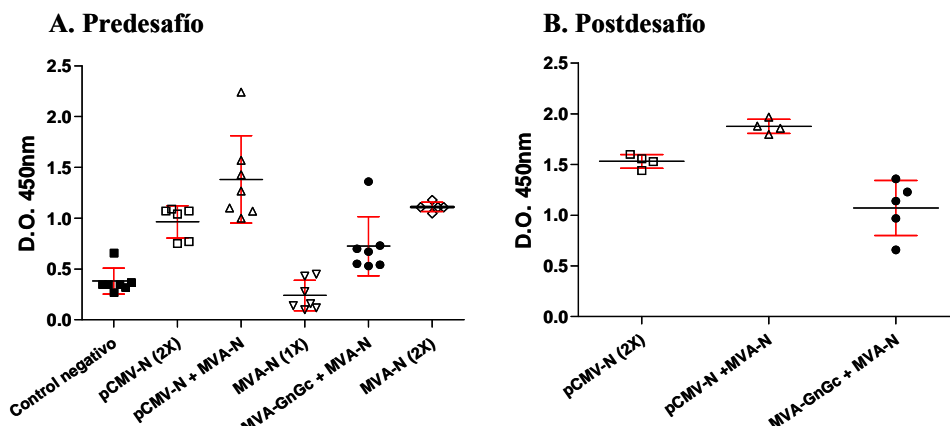 A. Predesafío
D.O. 450nm
2.5
2.0
1.5
1.0
0.5
0.0
Control negativo
pCMV-N (2X)
pCMV-N + MVA-N
MVA-N (1X)
MVA-GnGc + MVA-N
MVA-N (2X)
B. Postdesafío
D.O. 450nm
2.5
2.0
1.5
1.0
0.5
0.0
pCMV-N (2X)
pCMV-N +MVA-N
MVA-GnGc + MVA-N